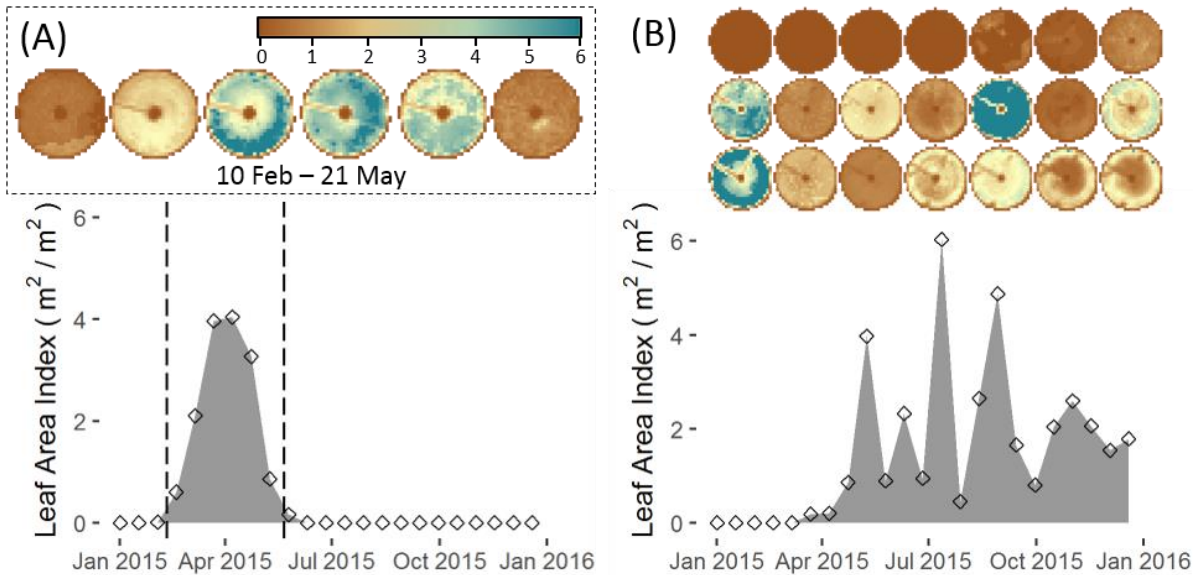 (A)
0 1 2 3 4 5 6
10 Feb – 21 May
Leaf Area Index ( m² / m² )
6
4
2
0
Jan 2015 Apr 2015 Jul 2015 Oct 2015 Jan 2016
(B)
Leaf Area Index ( m² / m² )
6
4
2
0
Jan 2015 Apr 2015 Jul 2015 Oct 2015 Jan 2016